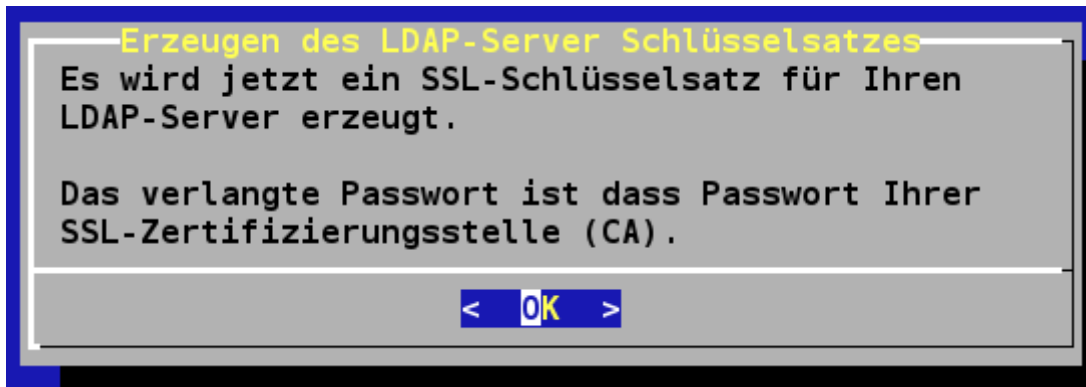 Erzeugen des LDAP-Server Schlüsselsatzes
Es wird jetzt ein SSL-Schlüsselsatz für Ihren
LDAP-Server erzeugt.
Das verlangte Passwort ist dass Passwort Ihrer
SSL-Zertifizierungsstelle (CA).
< OK >